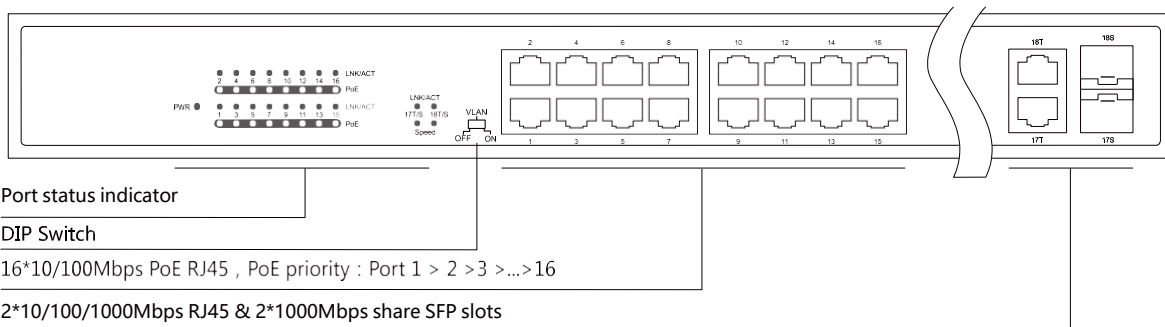 2 4 6 8 10 12 14 16 18T 18S
LNK/ACT
2 4 6 8 10 12 14 16
PoE
PWR LNK/ACT
1 3 5 7 9 11 13 15
PoE
LNK/ACT
17T/S 18T/S
Speed
VLAN
OFF ON
1 3 5 7 9 11 13 15 17T 17S
Port status indicator
DIP Switch
16*10/100Mbps PoE RJ45 , PoE priority : Port 1 > 2 >3 >...>16
2*10/100/1000Mbps RJ45 & 2*1000Mbps share SFP slots